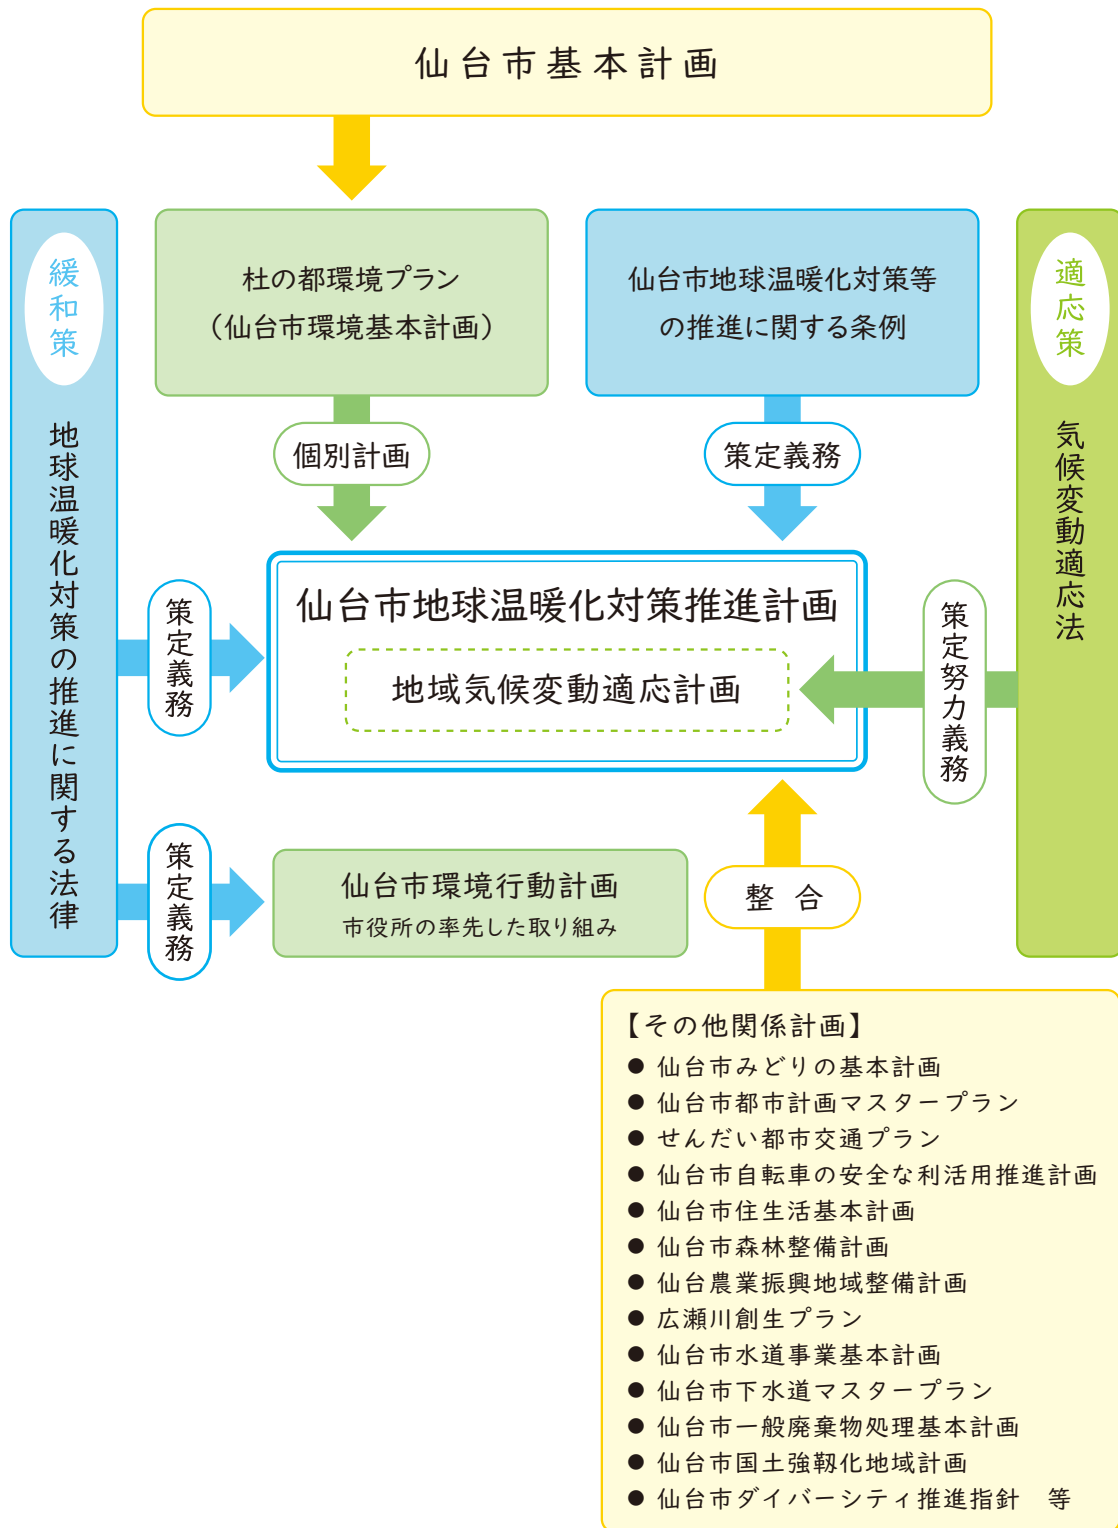 仙台市基本計画
緩和策
地球温暖化対策の推進に関する法律
杜の都環境プラン
（仙台市環境基本計画）
仙台市地球温暖化対策等
の推進に関する条例
適応策
気候変動適応法
個別計画
策定義務
策定義務
仙台市地球温暖化対策推進計画
地域気候変動適応計画
策定努力義務
策定義務
仙台市環境行動計画
市役所の率先した取り組み
整合
【その他関係計画】
● 仙台市みどりの基本計画
● 仙台市都市計画マスタープラン
● せんだい都市交通プラン
● 仙台市自転車の安全な利活用推進計画
● 仙台市住生活基本計画
● 仙台市森林整備計画
● 仙台農業振興地域整備計画
● 広瀬川創生プラン
● 仙台市水道事業基本計画
● 仙台市下水道マスタープラン
● 仙台市一般廃棄物処理基本計画
● 仙台市国土強靱化地域計画
● 仙台市ダイバーシティ推進指針　等